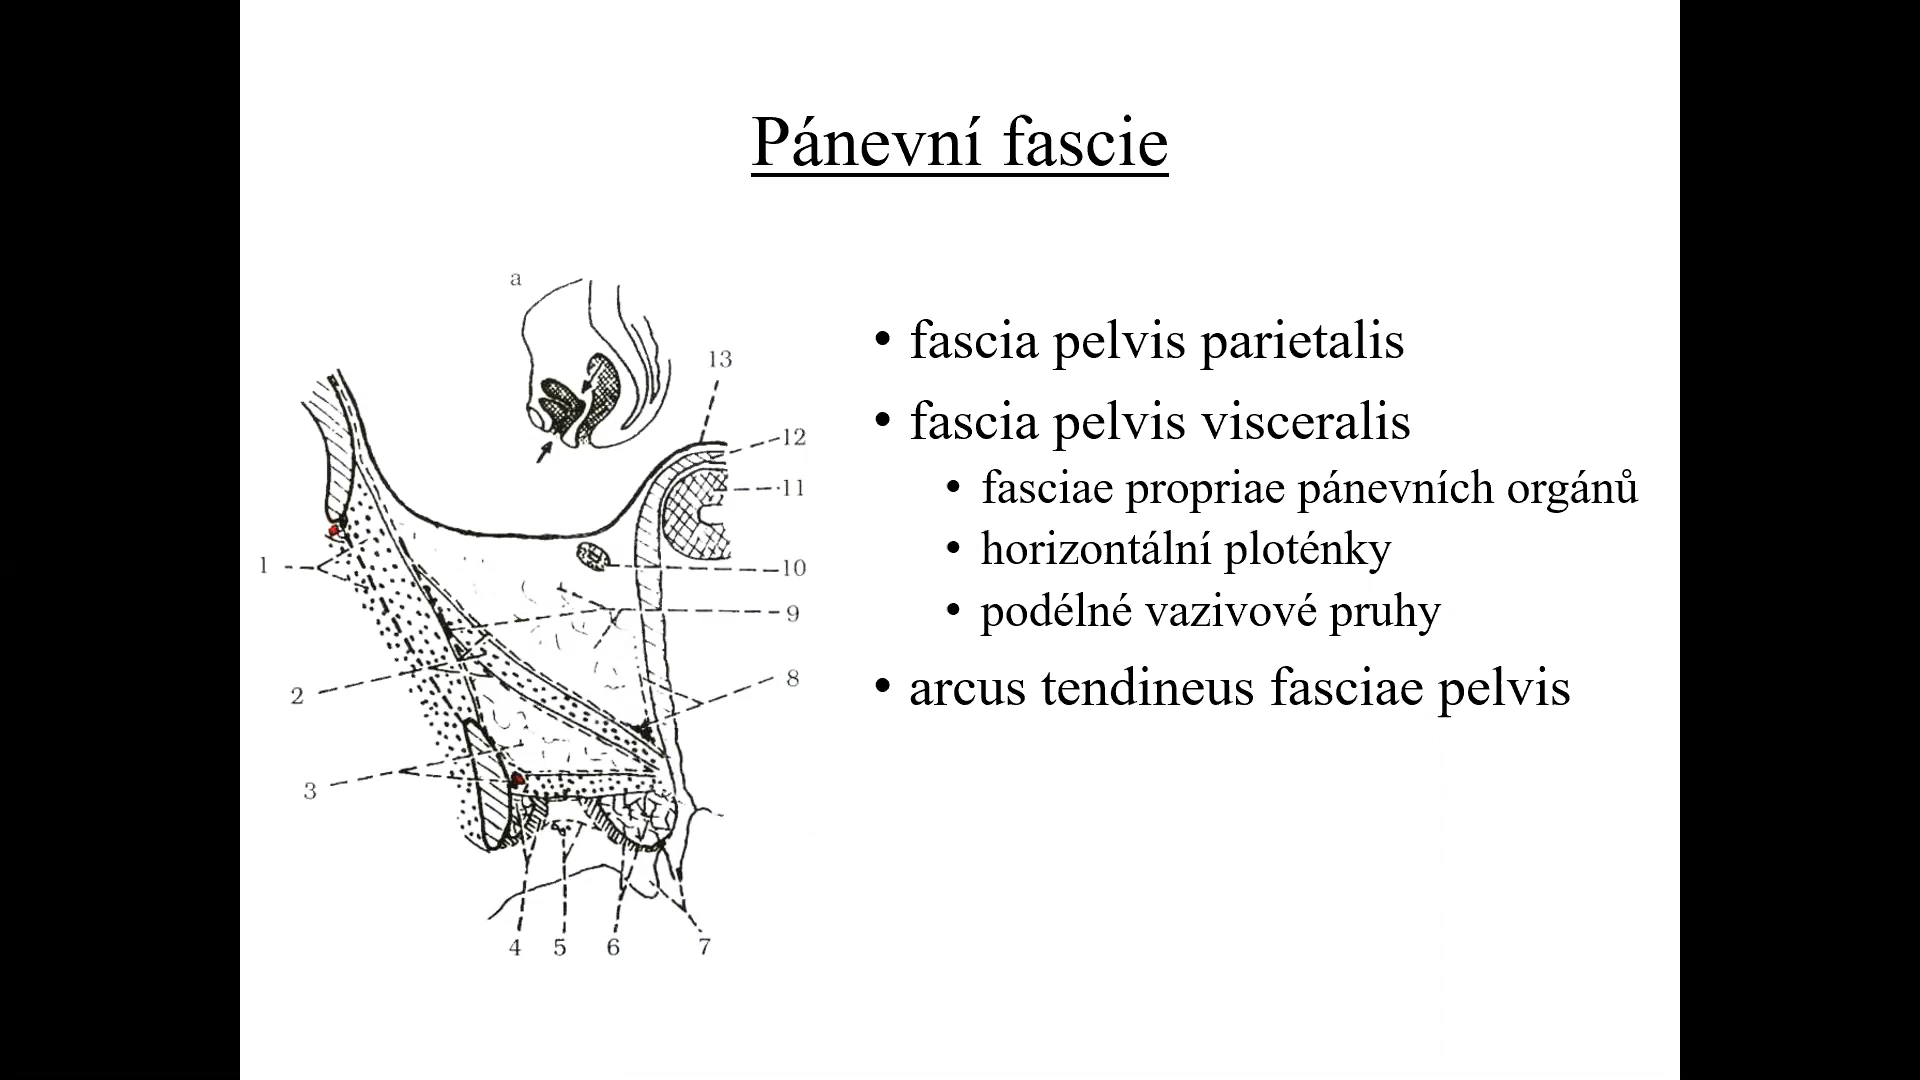 Pánevní fascie
a
13
12
11
10
9
8
1
2
3
4 5 6 7
• fascia pelvis parietalis
• fascia pelvis visceralis
• fasciae propriae pánevních orgánů
• horizontální ploténky
• podélné vazivové pruhy
• arcus tendineus fasciae pelvis